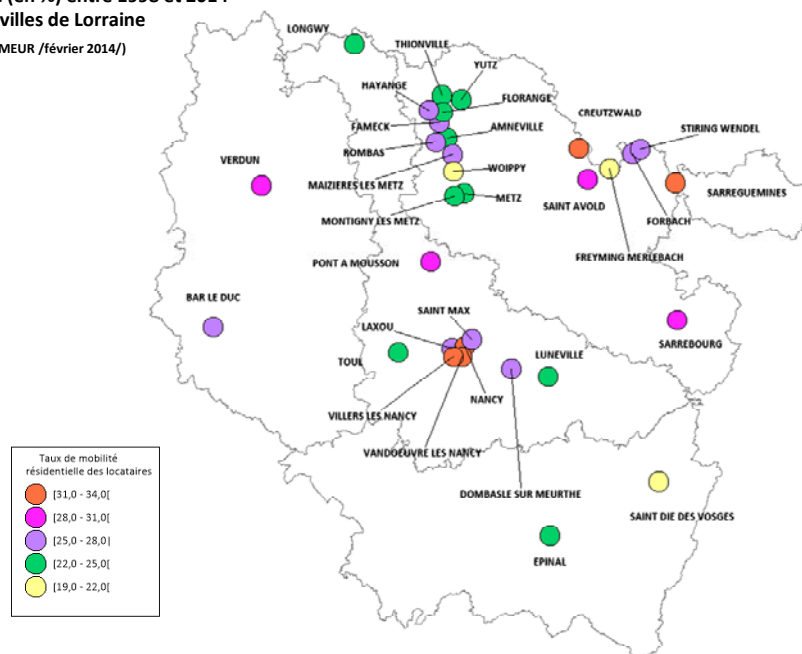 villes de Lorraine
MEUR /février 2014/)
LONGWY
THIONVILLE
YUTZ
HAYANGE
FLORANGE
CREUTZWALD
FAMECK
AMNEVILLE
STIRING WENDEL
ROMBAS
VERDUN
WOIPPY
MAIZIERES LES METZ
SARREGUEMINES
METZ
SAINT AVOLD
MONTIGNY LES METZ
FORBACH
FREYMING MERLEBACH
PONT A MOUSSON
BAR LE DUC
SAINT MAX
LAXOU
SARREBOURG
TOUL
LUNEVILLE
NANCY
VILLERS LES NANCY
VANDOEUVRE LES NANCY
DOMBASLE SUR MEURTHE
SAINT DIE DES VOSGES
EPINAL
Taux de mobilité
résidentielle des locataires
[31,0 - 34,0[
[28,0 - 31,0[
[25,0 - 28,0[
[22,0 - 25,0[
[19,0 - 22,0[